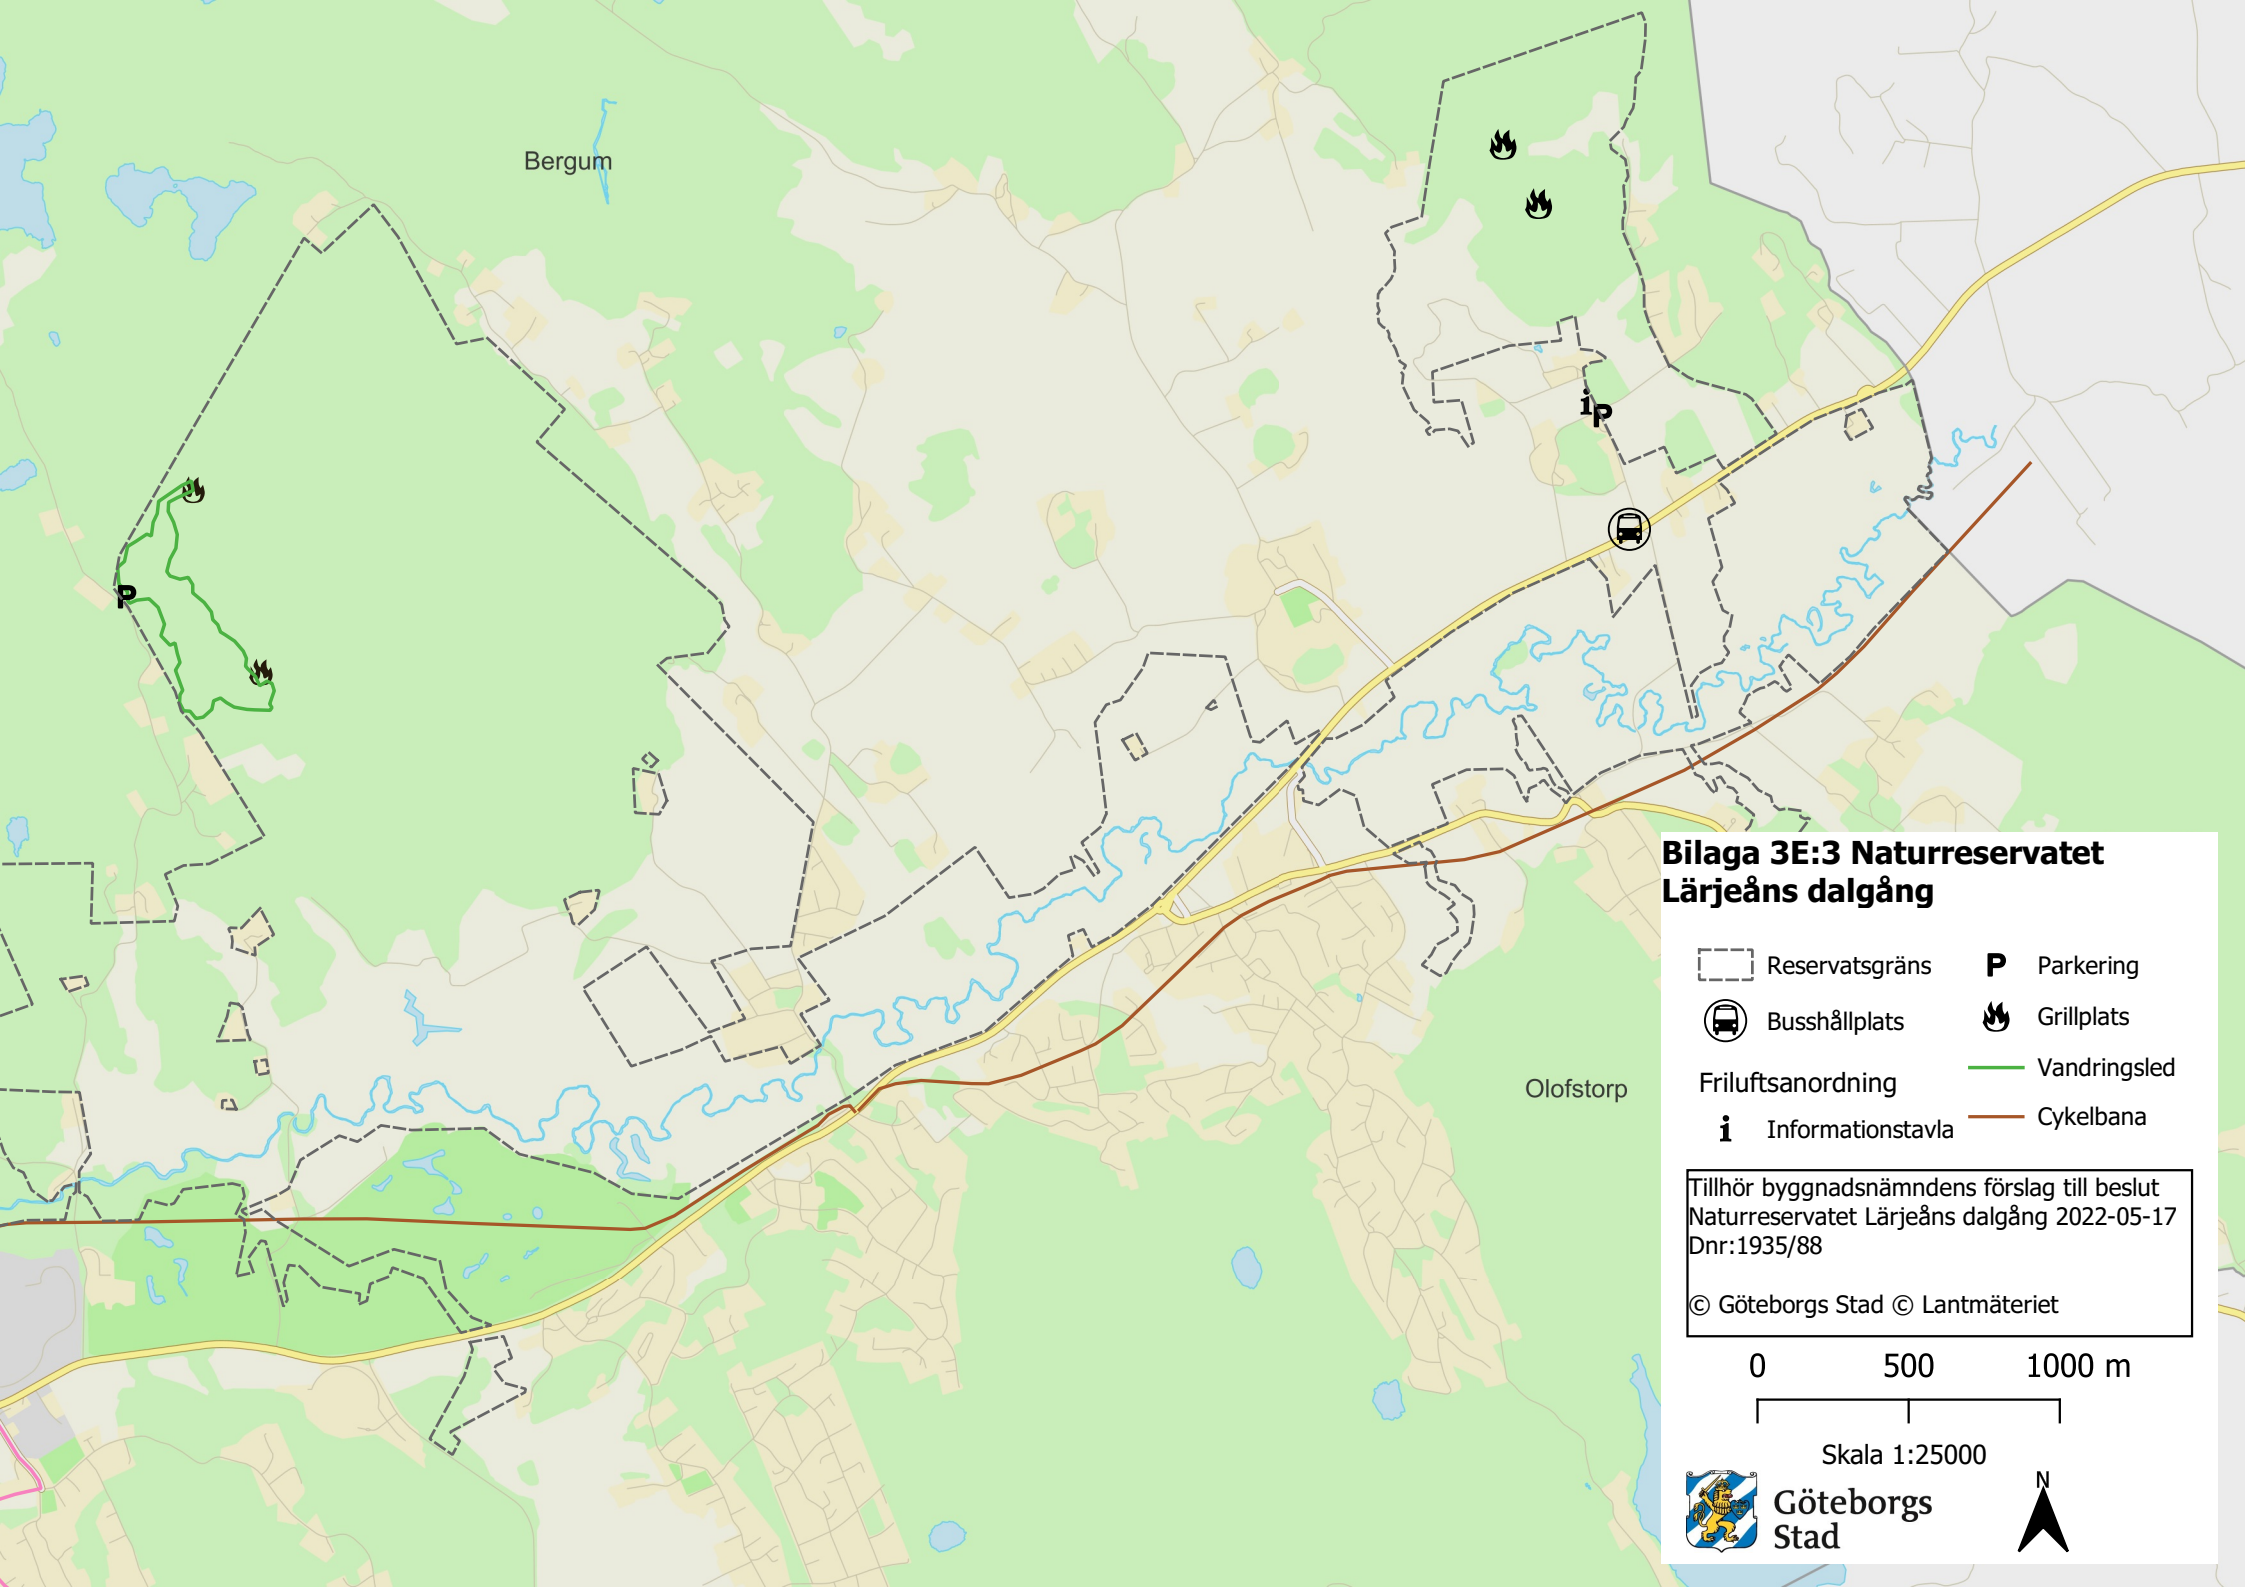 Bergum
Olofstorp
P
i
P
Bilaga 3E:3 Naturreservatet
Lärjeåns dalgång
Reservatsgräns
P Parkering
Busshållplats
Grillplats
Friluftsanordning
Vandringsled
i Informationstavla
Cykelbana
Tillhör byggnadsnämndens förslag till beslut
Naturreservatet Lärjeåns dalgång 2022-05-17
Dnr:1935/88
© Göteborgs Stad © Lantmäteriet
0 500 1000 m
Skala 1:25000
N
Göteborgs
Stad